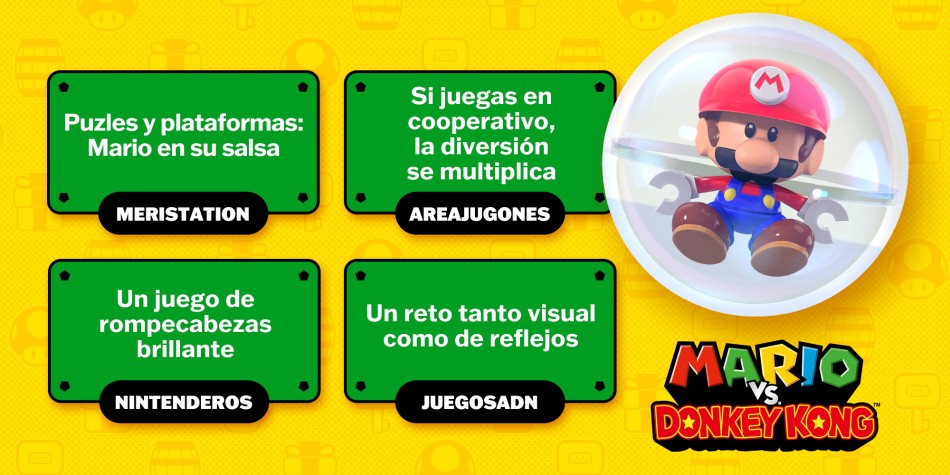 Puzles y plataformas:
Mario en su salsa
MERISTATION
Si juegas en
cooperativo,
la diversión
se multiplica
AREAJUGONES
Un juego de
rompecabezas
brillante
NINTENDEROS
Un reto tanto visual
como de reflejos
JUEGOSADN
M
MARIO
VS.
DONKEY KONG™